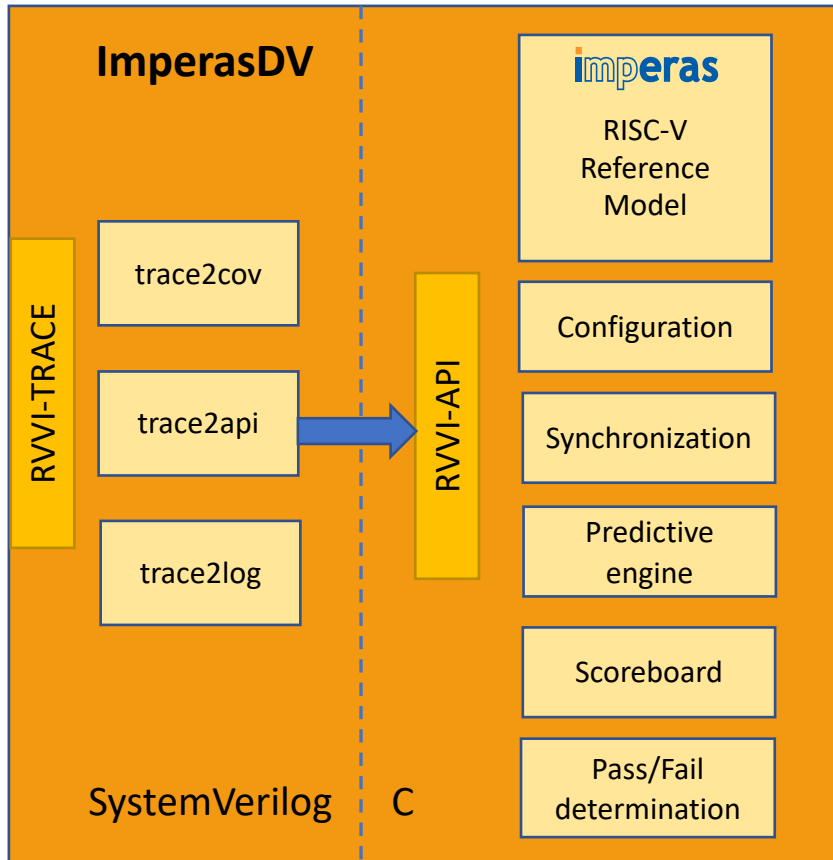 ImperasDV
imperas
RISC-V
Reference
Model
RVVI-TRACE
trace2cov
trace2api
trace2log
RVVI-API
Configuration
Synchronization
Predictive
engine
Scoreboard
Pass/Fail
determination
SystemVerilog
C